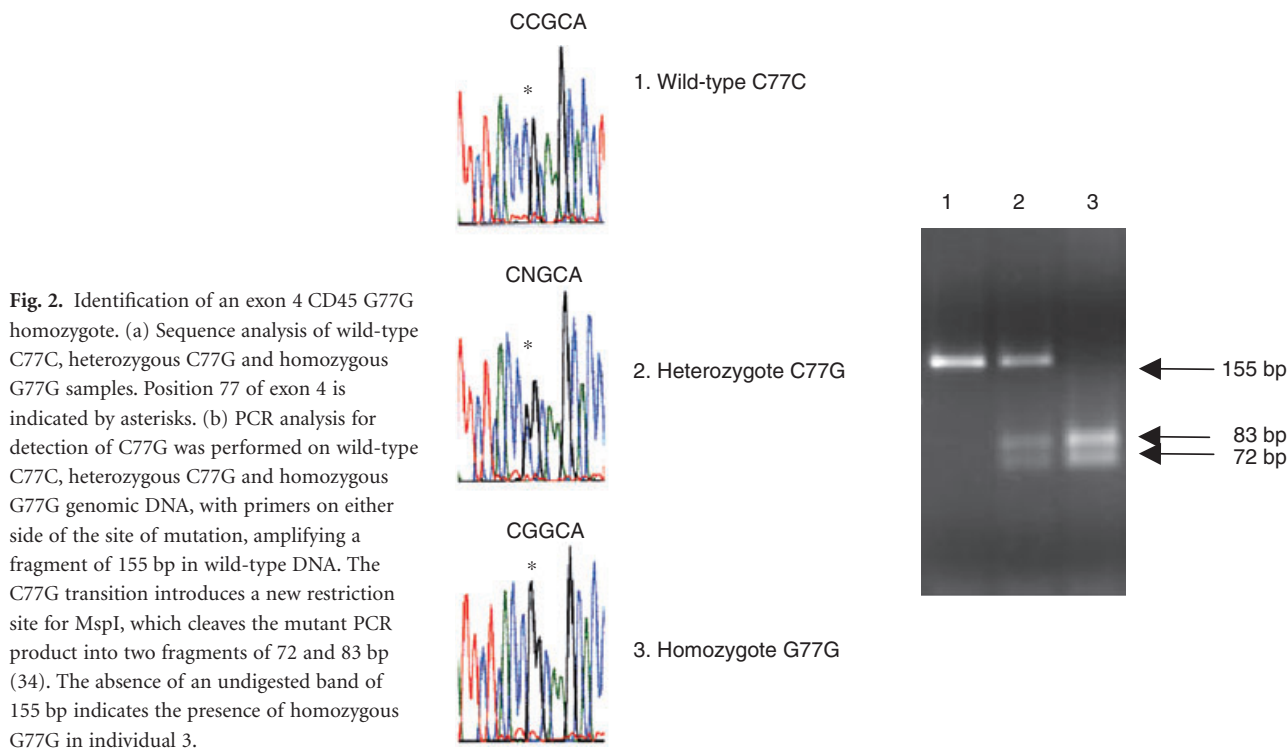 Fig. 2. Identification of an exon 4 CD45 G77G
homozygote. (a) Sequence analysis of wild-type
C77C, heterozygous C77G and homozygous
G77G samples. Position 77 of exon 4 is
indicated by asterisks. (b) PCR analysis for
detection of C77G was performed on wild-type
C77C, heterozygous C77G and homozygous
G77G genomic DNA, with primers on either
side of the site of mutation, amplifying a
fragment of 155 bp in wild-type DNA. The
C77G transition introduces a new restriction
site for MspI, which cleaves the mutant PCR
product into two fragments of 72 and 83 bp
(34). The absence of an undigested band of
155 bp indicates the presence of homozygous
G77G in individual 3.
CCGCA
*
1. Wild-type C77C
CNGCA
*
2. Heterozygote C77G
CGGCA
*
3. Homozygote G77G
1 2 3
155 bp
83 bp
72 bp